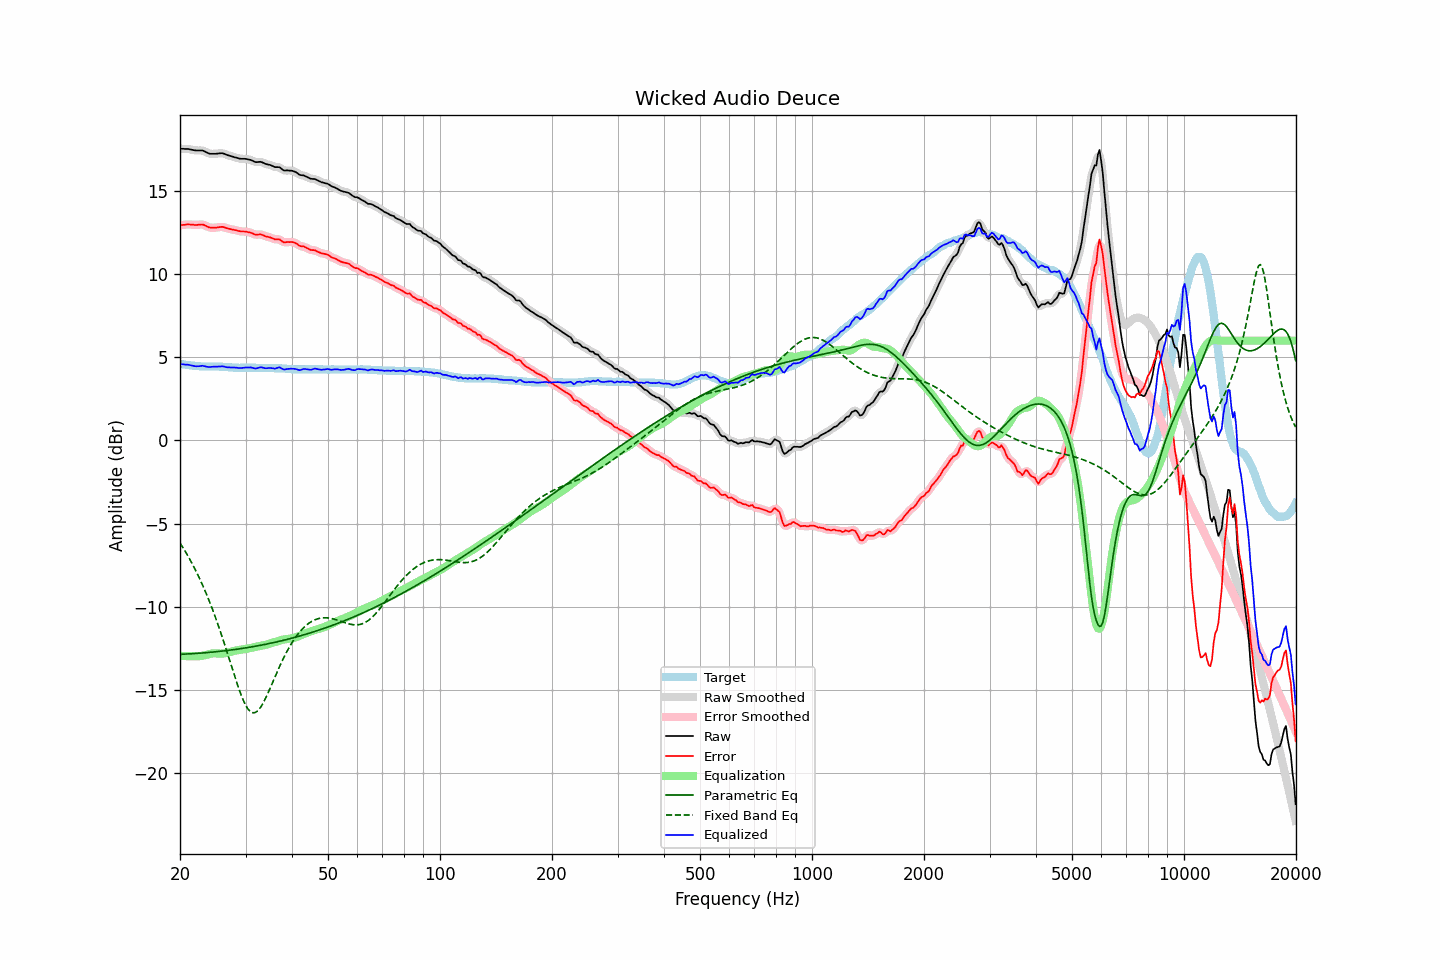 Wicked Audio Deuce
Amplitude (dBr)
15
10
5
0
−5
−10
−15
−20
Target
Raw Smoothed
Error Smoothed
Raw
Error
Equalization
Parametric Eq
Fixed Band Eq
Equalized
20 50 100 200 500 1000 2000 5000 10000 20000
Frequency (Hz)